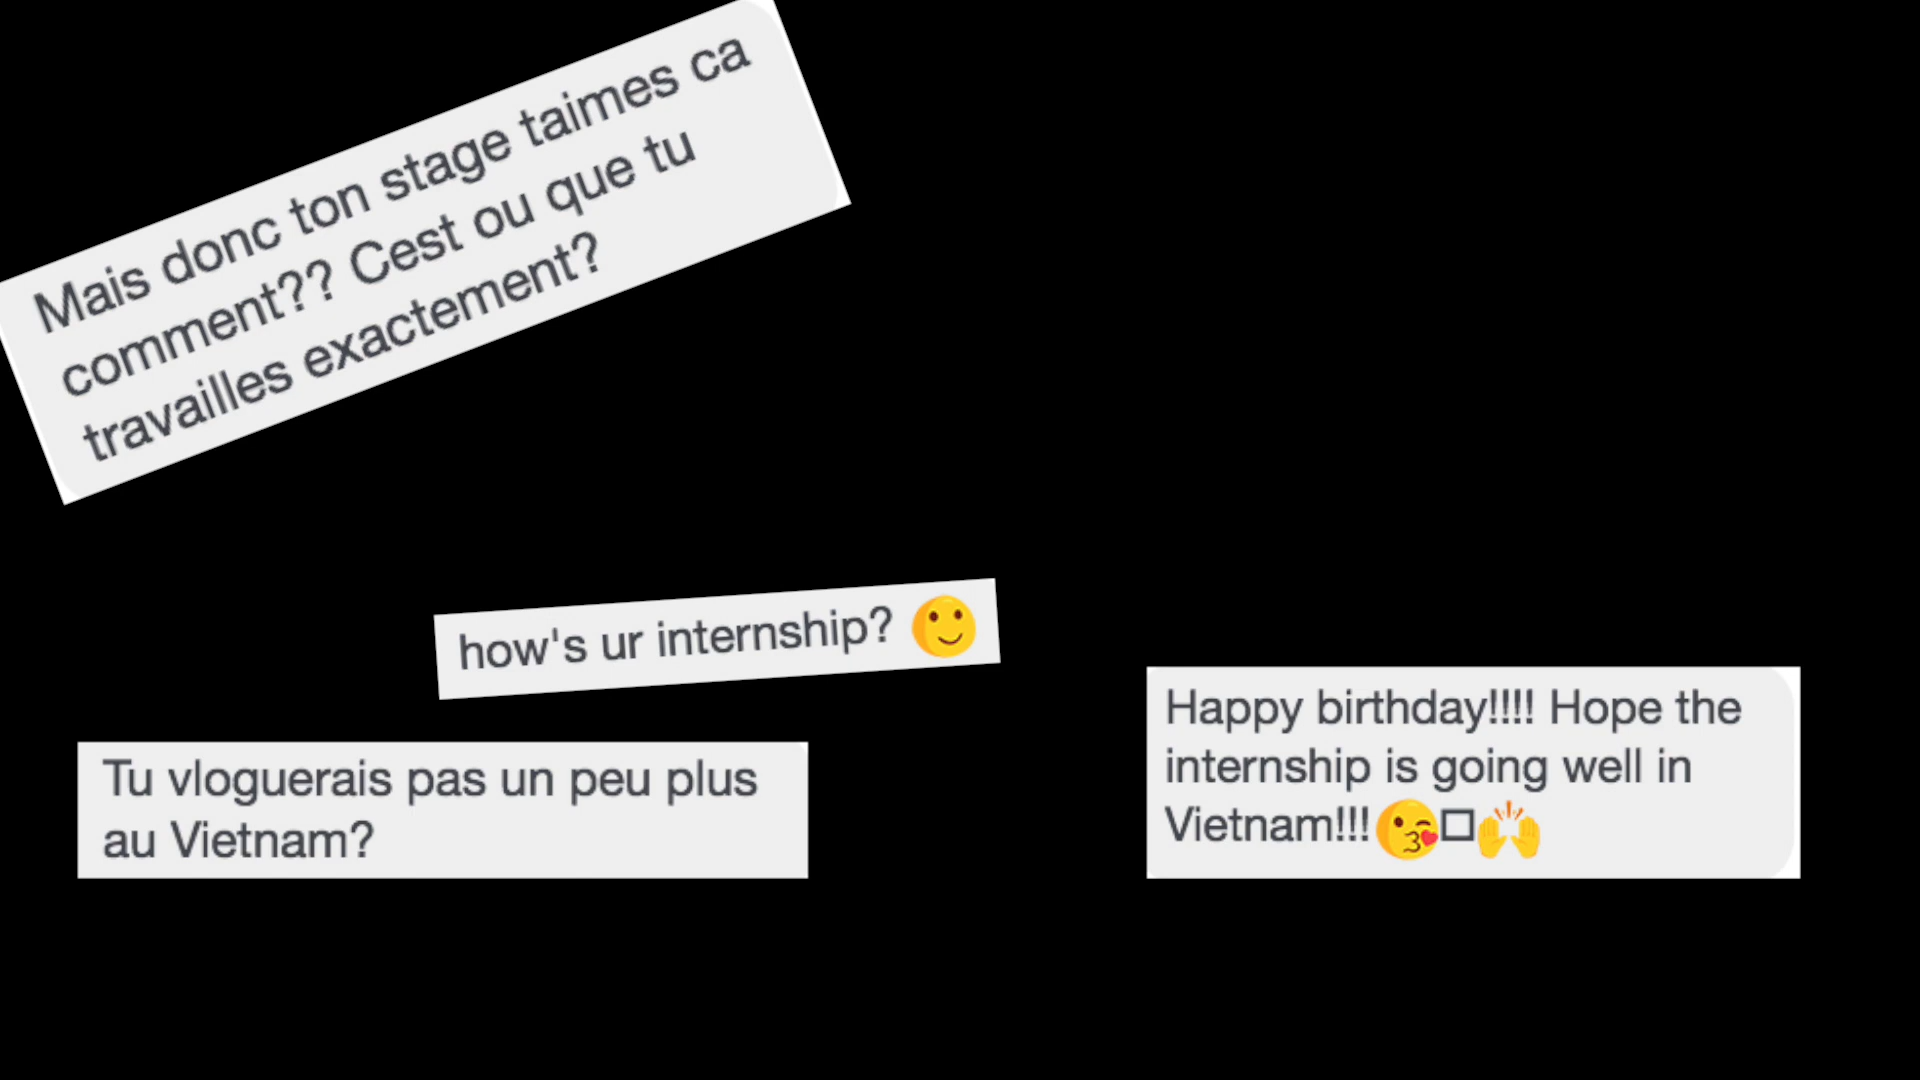 Mais donc ton stage taimes ca
comment?? Cest ou que tu
travailles exactement?
how's ur internship? 🙂
Tu vloguerais pas un peu plus
au Vietnam?
Happy birthday!!!! Hope the
internship is going well in
Vietnam!!!😘□🙌